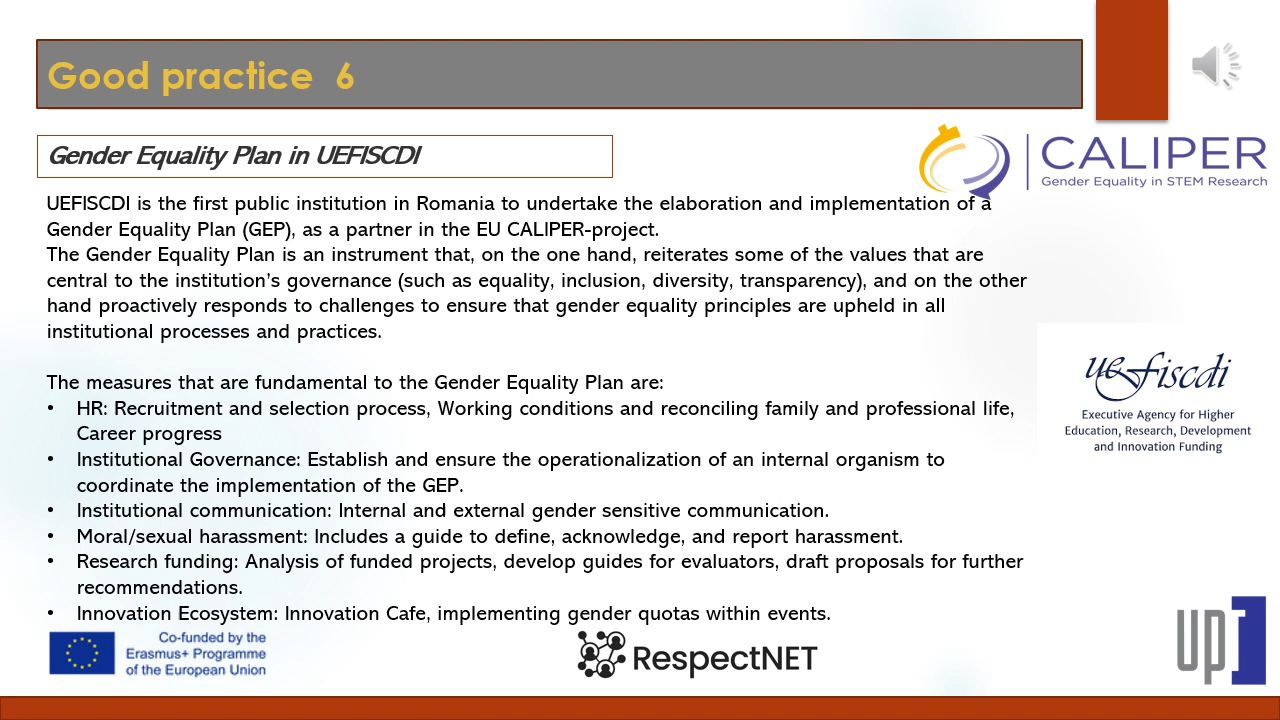 Good practice 6
Gender Equality Plan in UEFISCDI
CALIPER
Gender Equality in STEM Research
UEFISCDI is the first public institution in Romania to undertake the elaboration and implementation of a
Gender Equality Plan (GEP), as a partner in the EU CALIPER-project.
The Gender Equality Plan is an instrument that, on the one hand, reiterates some of the values that are
central to the institution’s governance (such as equality, inclusion, diversity, transparency), and on the other
hand proactively responds to challenges to ensure that gender equality principles are upheld in all
institutional processes and practices.
The measures that are fundamental to the Gender Equality Plan are:
• HR: Recruitment and selection process, Working conditions and reconciling family and professional life,
Career progress
• Institutional Governance: Establish and ensure the operationalization of an internal organism to
coordinate the implementation of the GEP.
• Institutional communication: Internal and external gender sensitive communication.
• Moral/sexual harassment: Includes a guide to define, acknowledge, and report harassment.
• Research funding: Analysis of funded projects, develop guides for evaluators, draft proposals for further
recommendations.
• Innovation Ecosystem: Innovation Cafe, implementing gender quotas within events.
uefiscdi
Executive Agency for Higher
Education, Research, Development
and Innovation Funding
Co-funded by the
Erasmus+ Programme
of the European Union
RespectNET
UP